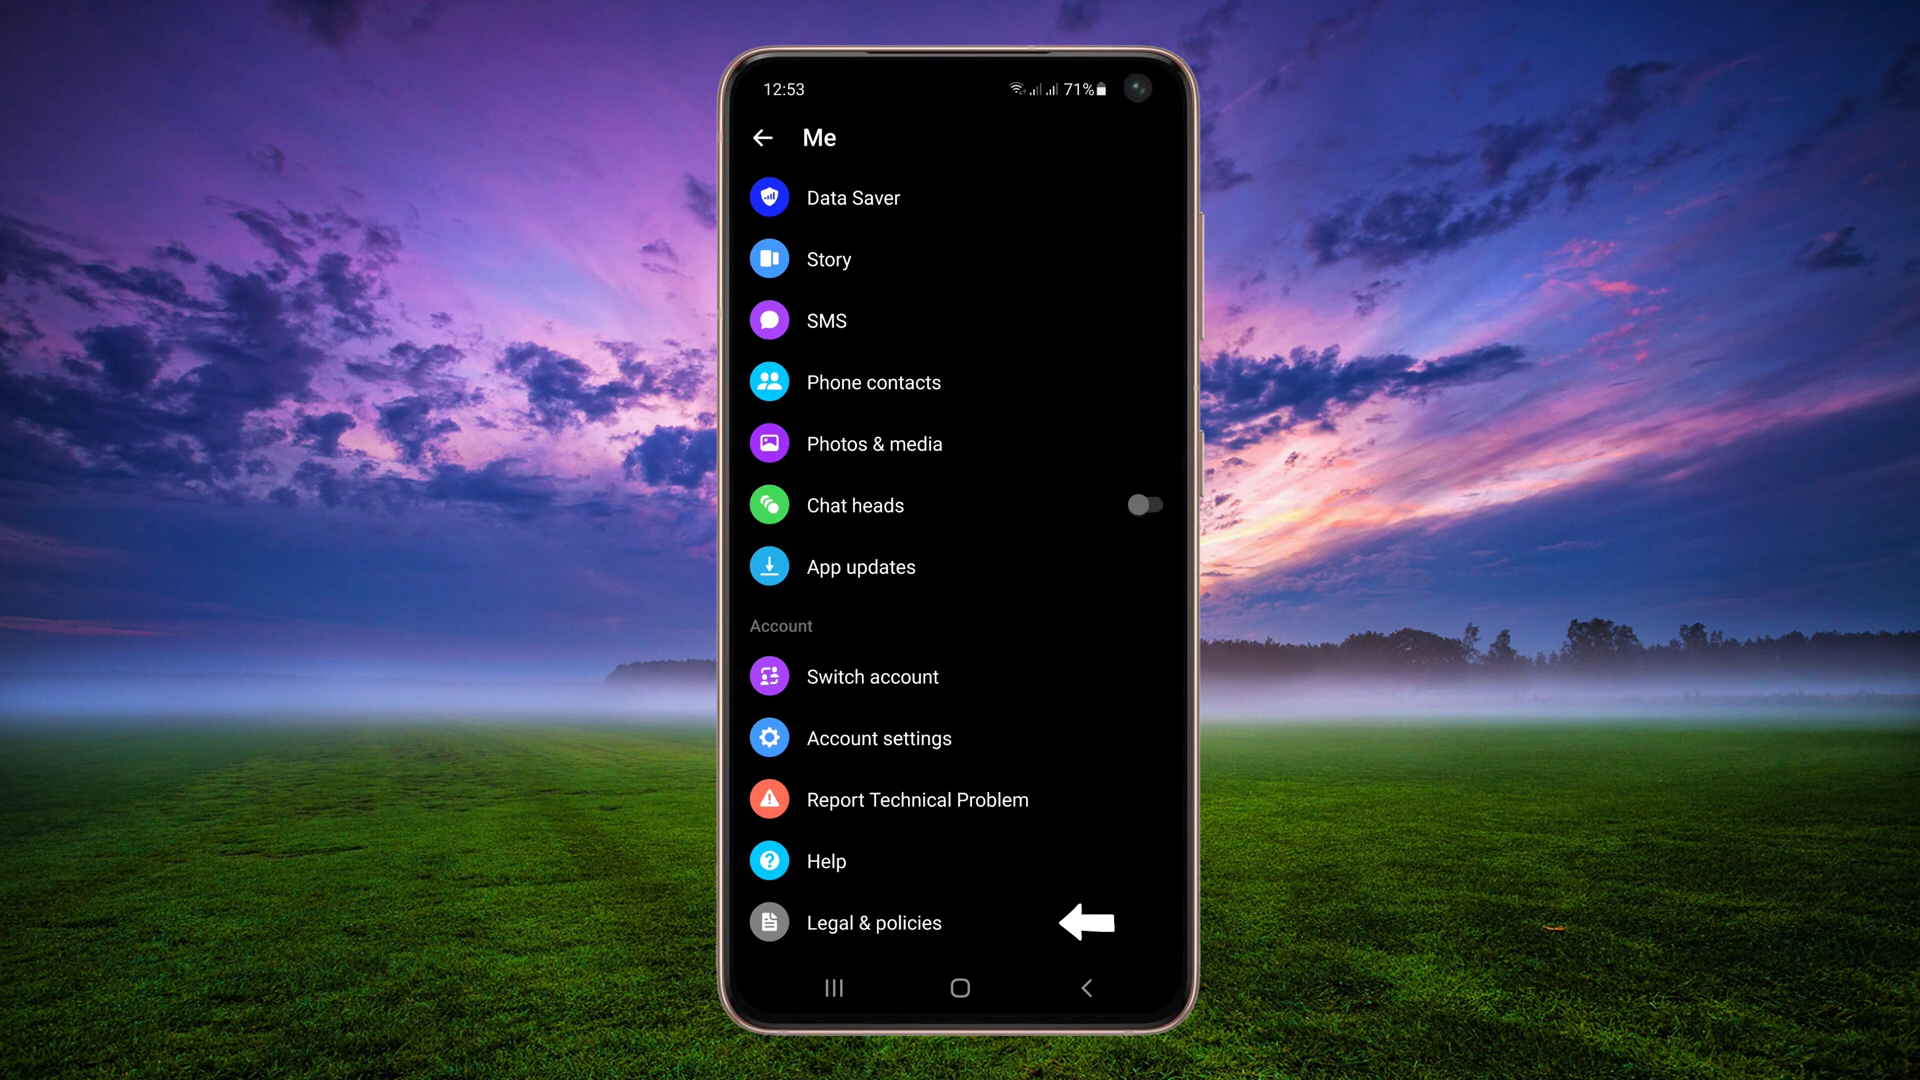 12:53 71%
Me
Data Saver
Story
SMS
Phone contacts
Photos & media
Chat heads
App updates
Account
Switch account
Account settings
Report Technical Problem
Help
Legal & policies